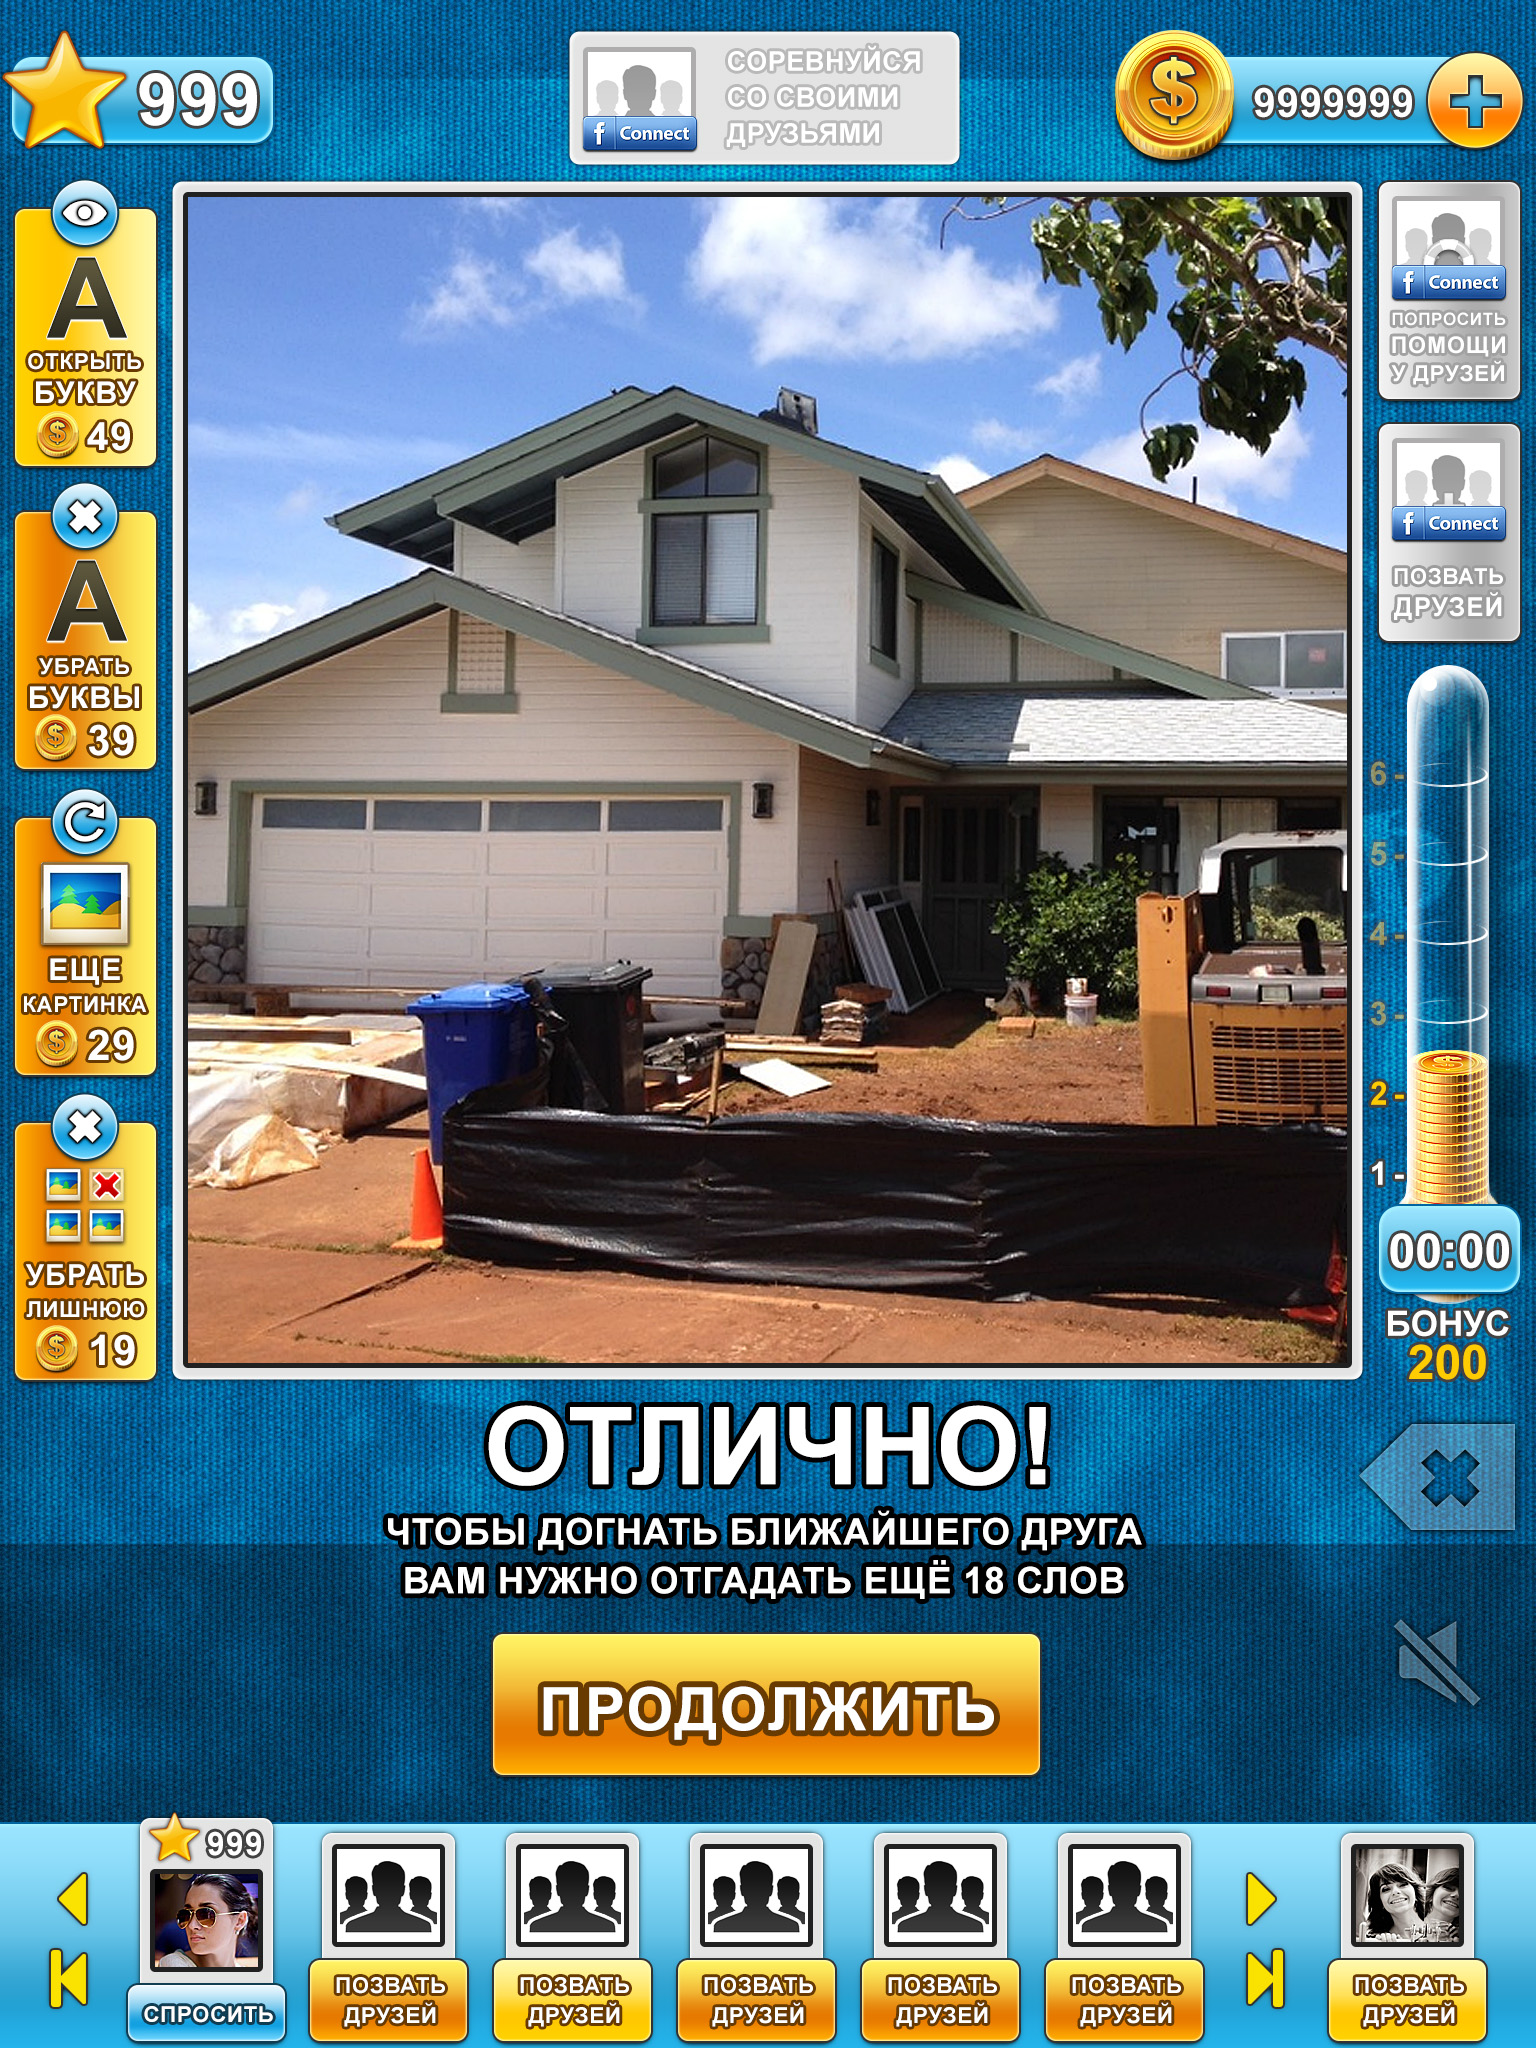 999
f Connect
СОРЕВНУЙСЯ
СО СВОИМИ
ДРУЗЬЯМИ
$
9999999
А
ОТКРЫТЬ
БУКВУ
$ 49
А
УБРАТЬ
БУКВЫ
$ 39
ЕЩЕ
КАРТИНКА
$ 29
УБРАТЬ
ЛИШНЮЮ
$ 19
f Connect
ПОПРОСИТЬ
ПОМОЩИ
У ДРУЗЕЙ
f Connect
ПОЗВАТЬ
ДРУЗЕЙ
6 -
5 -
4 -
3 -
2 -
1 -
00:00
БОНУС
200
ОТЛИЧНО!
ЧТОБЫ ДОГНАТЬ БЛИЖАЙШЕГО ДРУГА
ВАМ НУЖНО ОТГАДАТЬ ЕЩЁ 18 СЛОВ
ПРОДОЛЖИТЬ
999
СПРОСИТЬ
ПОЗВАТЬ
ДРУЗЕЙ
ПОЗВАТЬ
ДРУЗЕЙ
ПОЗВАТЬ
ДРУЗЕЙ
ПОЗВАТЬ
ДРУЗЕЙ
ПОЗВАТЬ
ДРУЗЕЙ
ПОЗВАТЬ
ДРУЗЕЙ